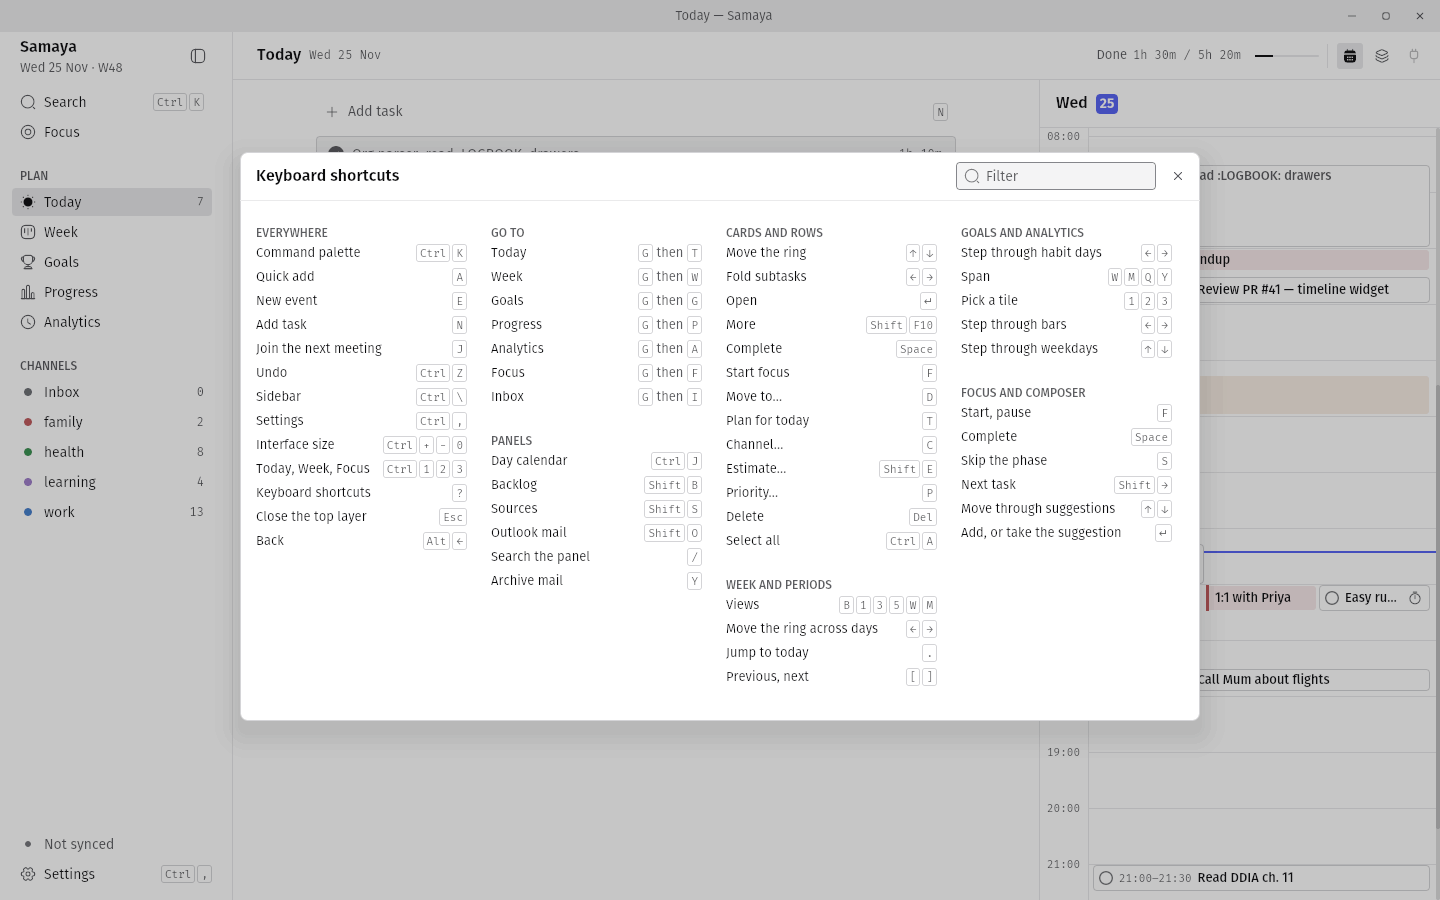 Today — Samaya
Samaya
Wed 25 Nov · W48
Search Ctrl K
Focus
PLAN
Today 7
Week
Goals
Progress
Analytics
CHANNELS
Inbox 0
family 2
health 8
learning 4
work 13
Not synced
Settings Ctrl ,
Today Wed 25 Nov
Done 1h 30m / 5h 20m
+ Add task N
Keyboard shortcuts
Filter
EVERYWHERE
Command palette Ctrl K
Quick add A
New event E
Add task N
Join the next meeting J
Undo Ctrl Z
Sidebar Ctrl \
Settings Ctrl ,
Interface size Ctrl + - 0
Today, Week, Focus Ctrl 1 2 3
Keyboard shortcuts ?
Close the top layer Esc
Back Alt ←
GO TO
Today G then T
Week G then W
Goals G then G
Progress G then P
Analytics G then A
Focus G then F
Inbox G then I
PANELS
Day calendar Ctrl J
Backlog Shift B
Sources Shift S
Outlook mail Shift O
Search the panel /
Archive mail Y
CARDS AND ROWS
Move the ring ↑ ↓
Fold subtasks ← →
Open ↵
More Shift F10
Complete Space
Start focus F
Move to... D
Plan for today T
Channel... C
Estimate... Shift E
Priority... P
Delete Del
Select all Ctrl A
WEEK AND PERIODS
Views B 1 3 5 W M
Move the ring across days ← →
Jump to today .
Previous, next [ ]
GOALS AND ANALYTICS
Step through habit days ← →
Span W M Q Y
Pick a tile 1 2 3
Step through bars ← →
Step through weekdays ↑ ↓
FOCUS AND COMPOSER
Start, pause F
Complete Space
Skip the phase S
Next task Shift →
Move through suggestions ↑ ↓
Add, or take the suggestion ↵
Wed 25
08:00
ad :LOGBOOK: drawers
ndup
Review PR #41 — timeline widget
1:1 with Priya
Easy ru...
Call Mum about flights
19:00
20:00
21:00
21:00–21:30 Read DDIA ch. 11